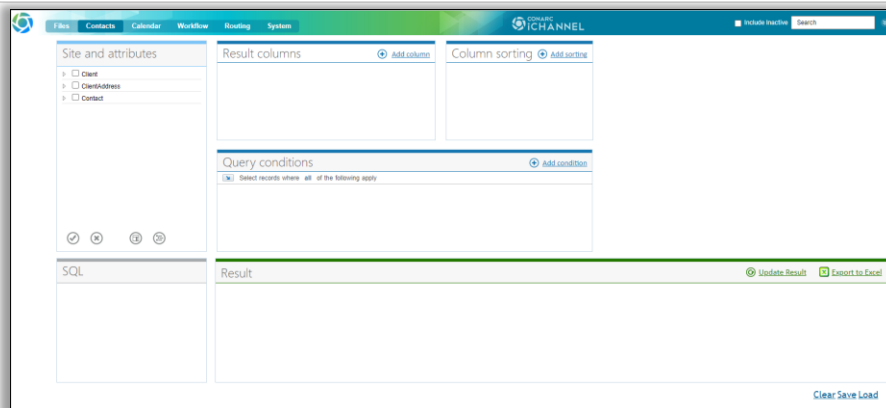 Files Contacts Calendar Workflow Routing System
CONARC
iCHANNEL
Include Inactive Search
Site and attributes
Client
ClientAddress
Contact
Result columns Add column
Column sorting Add sorting
Query conditions Add condition
Select records where all of the following apply
SQL
Result Update Result Export to Excel
Clear Save Load